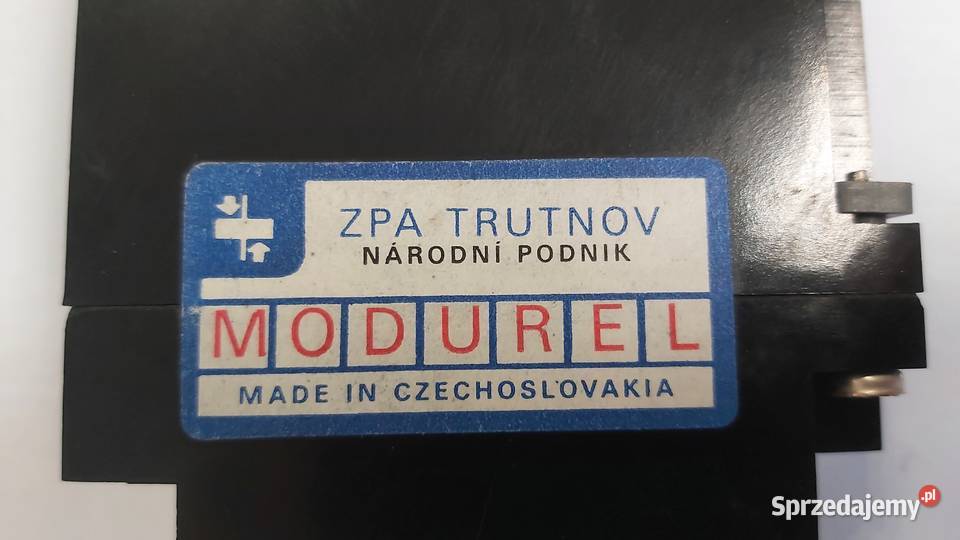 ZPA TRUTNOV
NÁRODNÍ PODNIK
MODUREL
MADE IN CZECHOSLOVAKIA
Sprzedajemy.pl